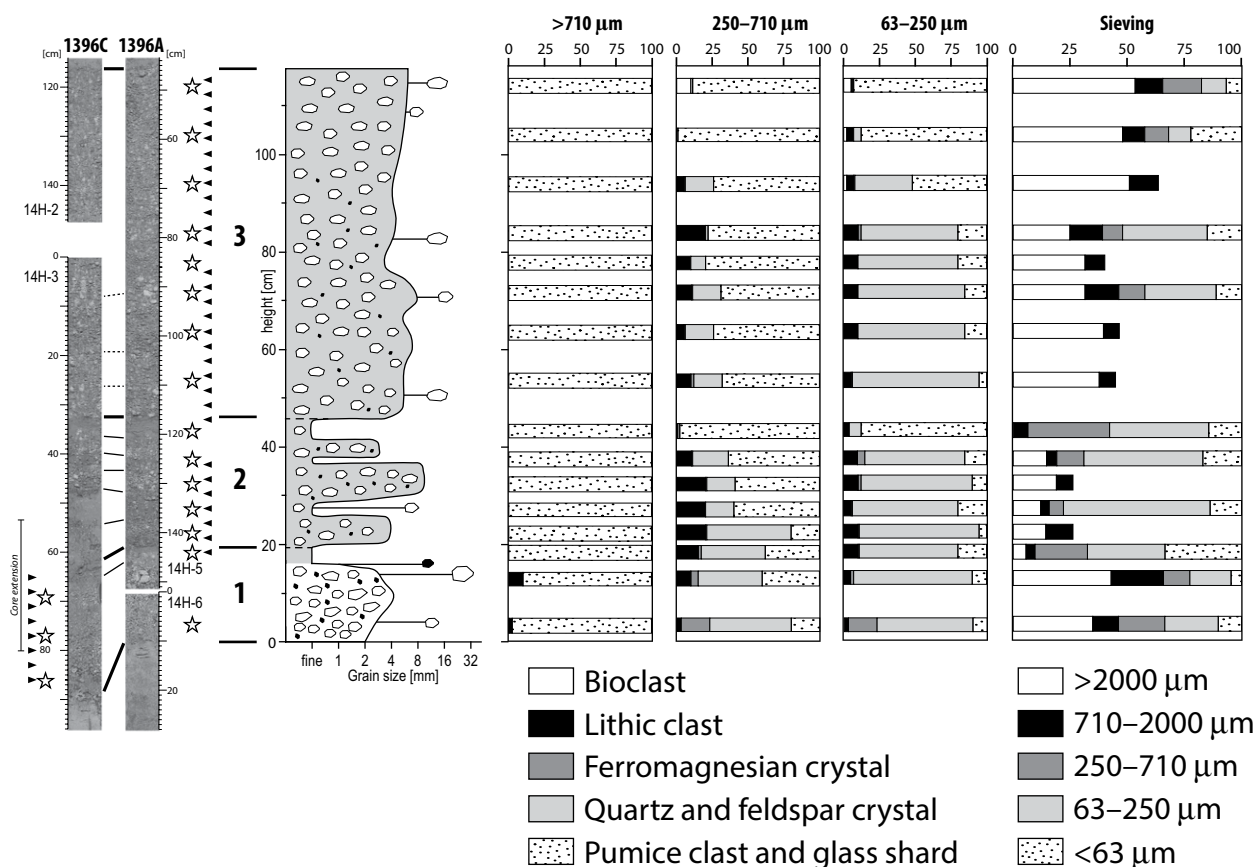 >710 μm 250–710 μm 63–250 μm Sieving
1396C 1396A
[cm] [cm]
0 25 50 75 100 0 25 50 75 100 0 25 50 75 100 0 25 50 75 100
120
60
100
140
14H-2
80
3
80
0
14H-3
height [cm]
100
60
20
40
120
40
2
20
140
60
14H-5
0
14H-6
1
Core extension
80
0
20
fine 1 2 4 8 16 32
Grain size [mm]
Bioclast
Lithic clast
Ferromagnesian crystal
Quartz and feldspar crystal
Pumice clast and glass shard
>2000 μm
710–2000 μm
250–710 μm
63–250 μm
<63 μm